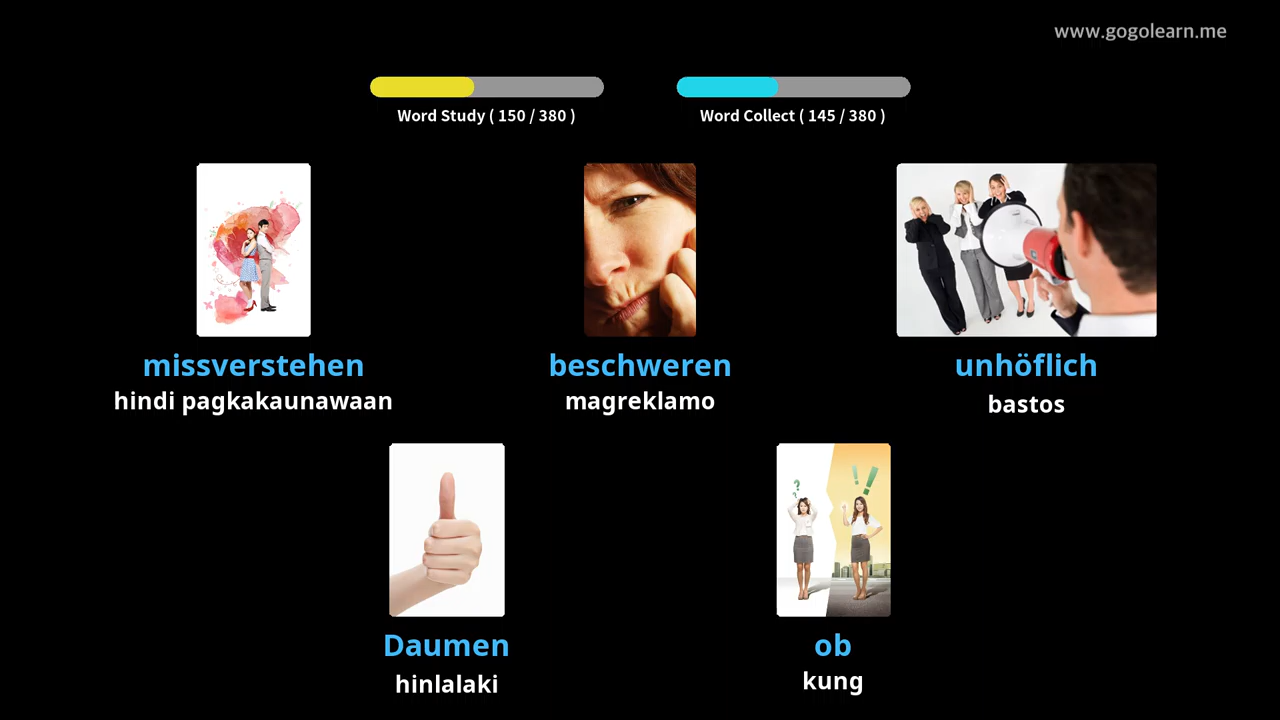 www.gogolearn.me
Word Study ( 150 / 380 )
Word Collect ( 145 / 380 )
missverstehen
hindi pagkakaunawaan
beschweren
magreklamo
unhöflich
bastos
Daumen
hinlalaki
ob
kung